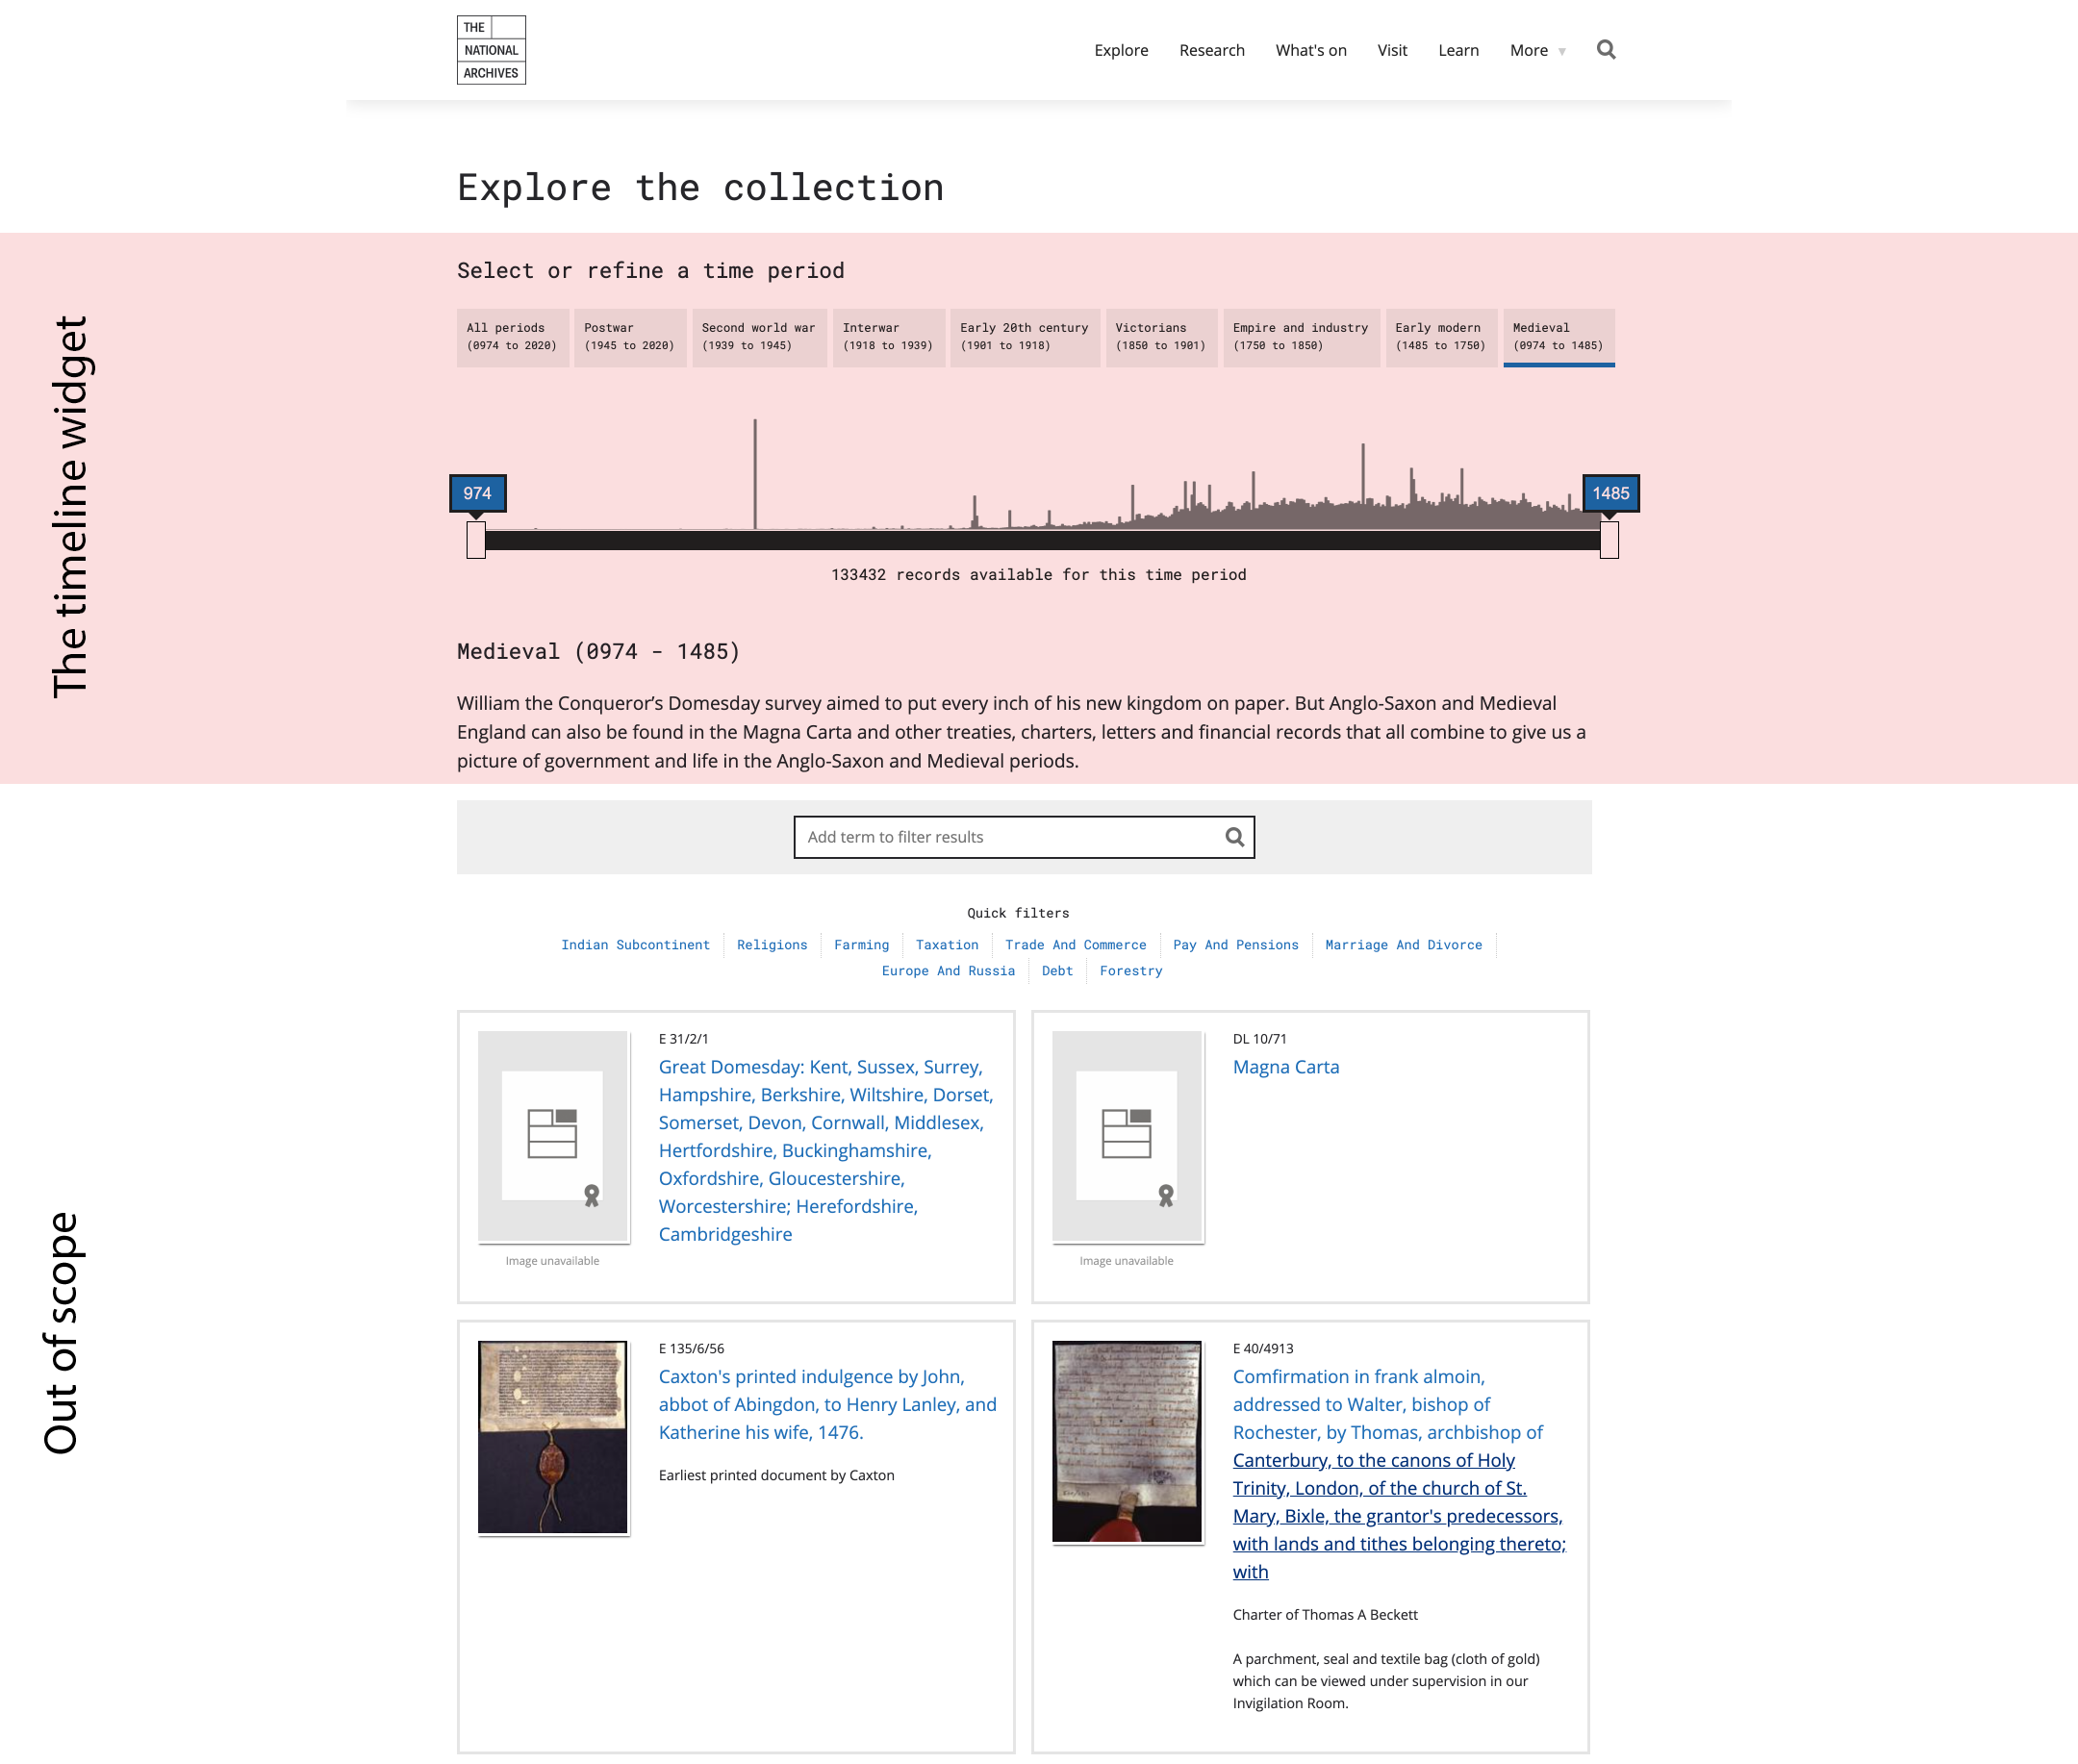 THE
NATIONAL
ARCHIVES
Explore Research What's on Visit Learn More
Explore the collection
The timeline widget
Select or refine a time period
All periods Postwar Second world war Interwar Early 20th century Victorians Empire and industry Early modern Medieval
(0974 to 2020) (1945 to 2020) (1939 to 1945) (1918 to 1939) (1901 to 1918) (1850 to 1901) (1750 to 1850) (1485 to 1750) (0974 to 1485)
974 1485
133432 records available for this time period
Medieval (0974 - 1485)
William the Conqueror’s Domesday survey aimed to put every inch of his new kingdom on paper. But Anglo-Saxon and Medieval
England can also be found in the Magna Carta and other treaties, charters, letters and financial records that all combine to give us a
picture of government and life in the Anglo-Saxon and Medieval periods.
Add term to filter results
Quick filters
Indian Subcontinent Religions Farming Taxation Trade And Commerce Pay And Pensions Marriage And Divorce
Europe And Russia Debt Forestry
Out of scope
E 31/2/1
Great Domesday: Kent, Sussex, Surrey,
Hampshire, Berkshire, Wiltshire, Dorset,
Somerset, Devon, Cornwall, Middlesex,
Hertfordshire, Buckinghamshire,
Oxfordshire, Gloucestershire,
Worcestershire; Herefordshire,
Cambridgeshire
Image unavailable
DL 10/71
Magna Carta
Image unavailable
E 135/6/56
Caxton's printed indulgence by John,
abbot of Abingdon, to Henry Lanley, and
Katherine his wife, 1476.
Earliest printed document by Caxton
E 40/4913
Comfirmation in frank almoin,
addressed to Walter, bishop of
Rochester, by Thomas, archbishop of
Canterbury, to the canons of Holy
Trinity, London, of the church of St.
Mary, Bixle, the grantor's predecessors,
with lands and tithes belonging thereto;
with
Charter of Thomas A Beckett
A parchment, seal and textile bag (cloth of gold)
which can be viewed under supervision in our
Invigilation Room.